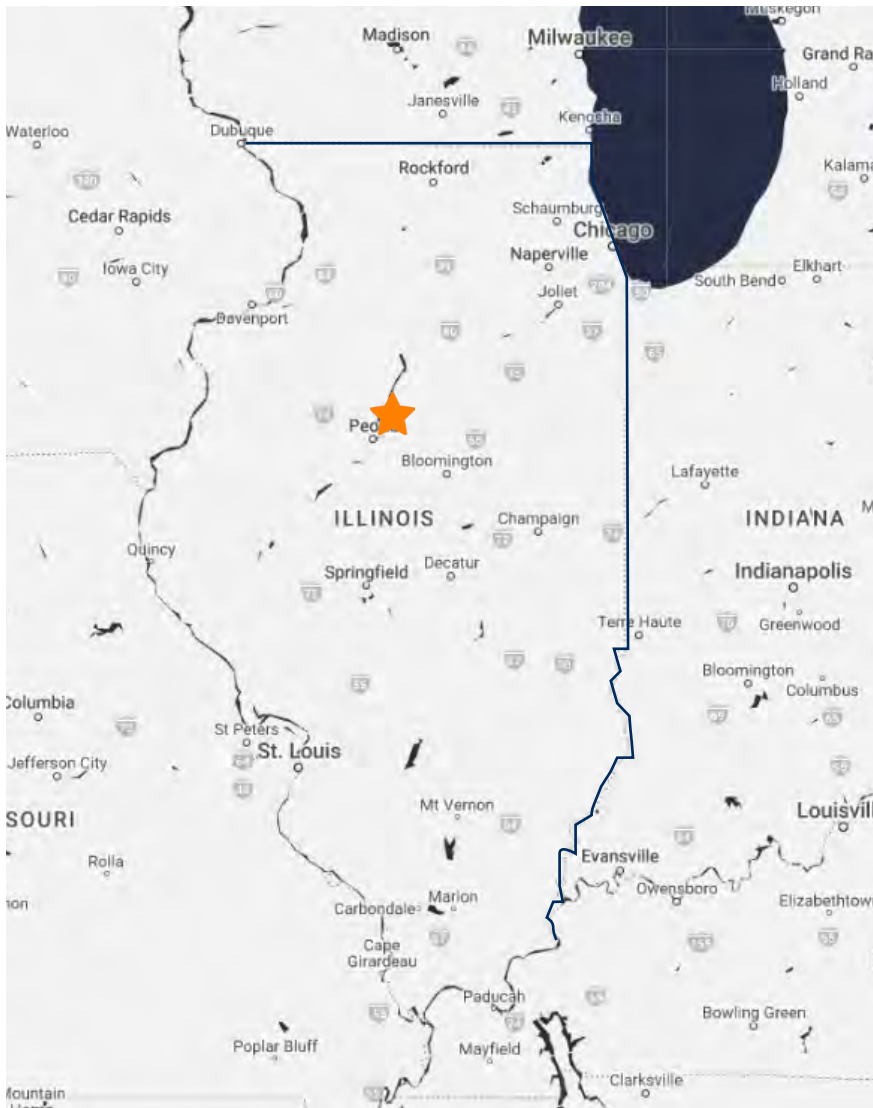 Muskegon
Madison
Milwaukee
Grand Ra
Holland
Janesville
Kenosha
Waterloo
Dubuque
Rockford
Kalama
Cedar Rapids
Schaumburg
Chicago
Naperville
Iowa City
Elkhart
South Bend
Joliet
Davenport
Peo
Bloomington
Lafayette
ILLINOIS
Champaign
INDIANA
Quincy
Decatur
Springfield
Indianapolis
Terre Haute
Greenwood
Bloomington
Columbus
Columbia
St Peters
St. Louis
Jefferson City
Mt Vernon
SOURI
Louisvill
Evansville
Rolla
Owensboro
Carbondale
Marion
Elizabethtow
non
Cape
Girardeau
Paducah
Bowling Green
Poplar Bluff
Mayfield
Clarksville
Mountain